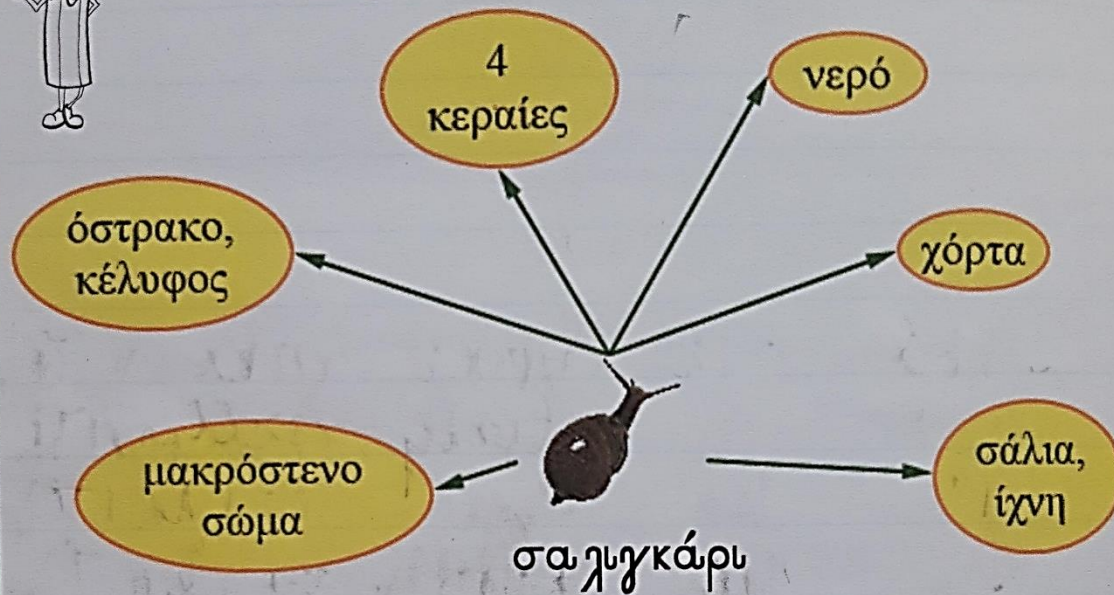 4
κεραίες
νερό
όστρακο,
κέλυφος
χόρτα
μακρόστενο
σώμα
σάλια,
ίχνη
σαλιγκάρι